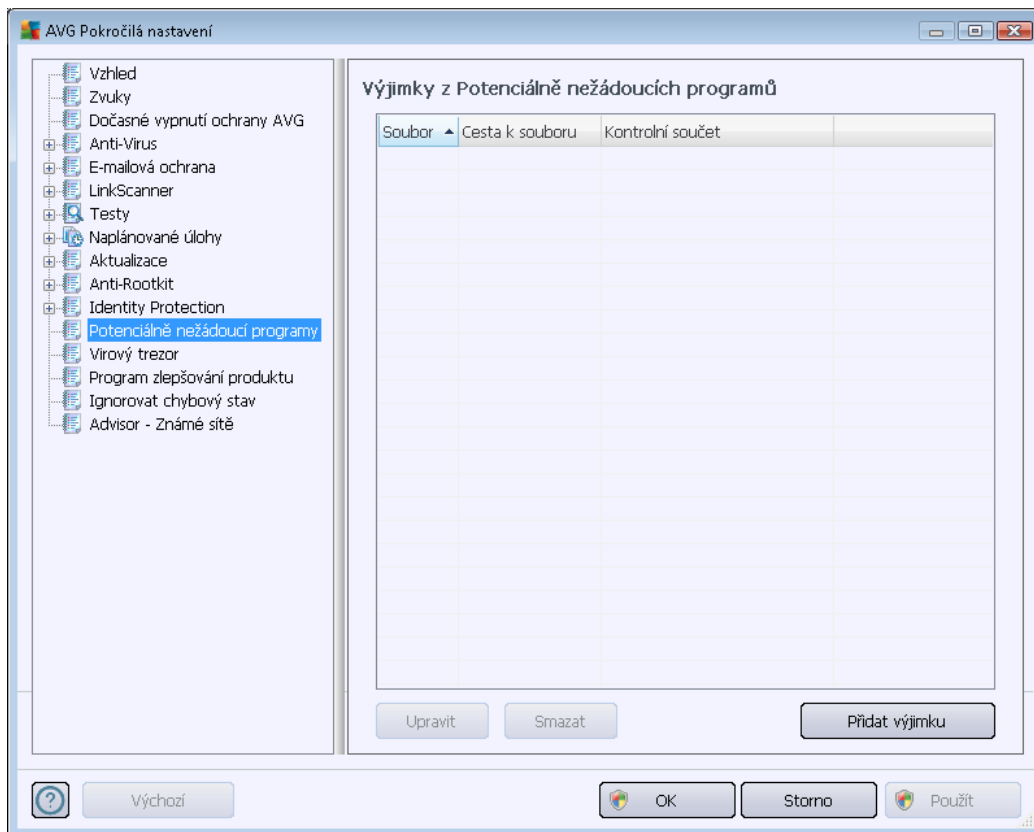 AVG Pokročilá nastavení
Vzhled
Zvuky
Dočasné vypnutí ochrany AVG
Anti-Virus
E-mailová ochrana
LinkScanner
Testy
Naplánované úlohy
Aktualizace
Anti-Rootkit
Identity Protection
Potenciálně nežádoucí programy
Virový trezor
Program zlepšování produktu
Ignorovat chybový stav
Advisor - Známé sítě
Výjimky z Potenciálně nežádoucích programů
Soubor Cesta k souboru Kontrolní součet
Upravit Smazat Přidat výjimku
Výchozí OK Storno Použít